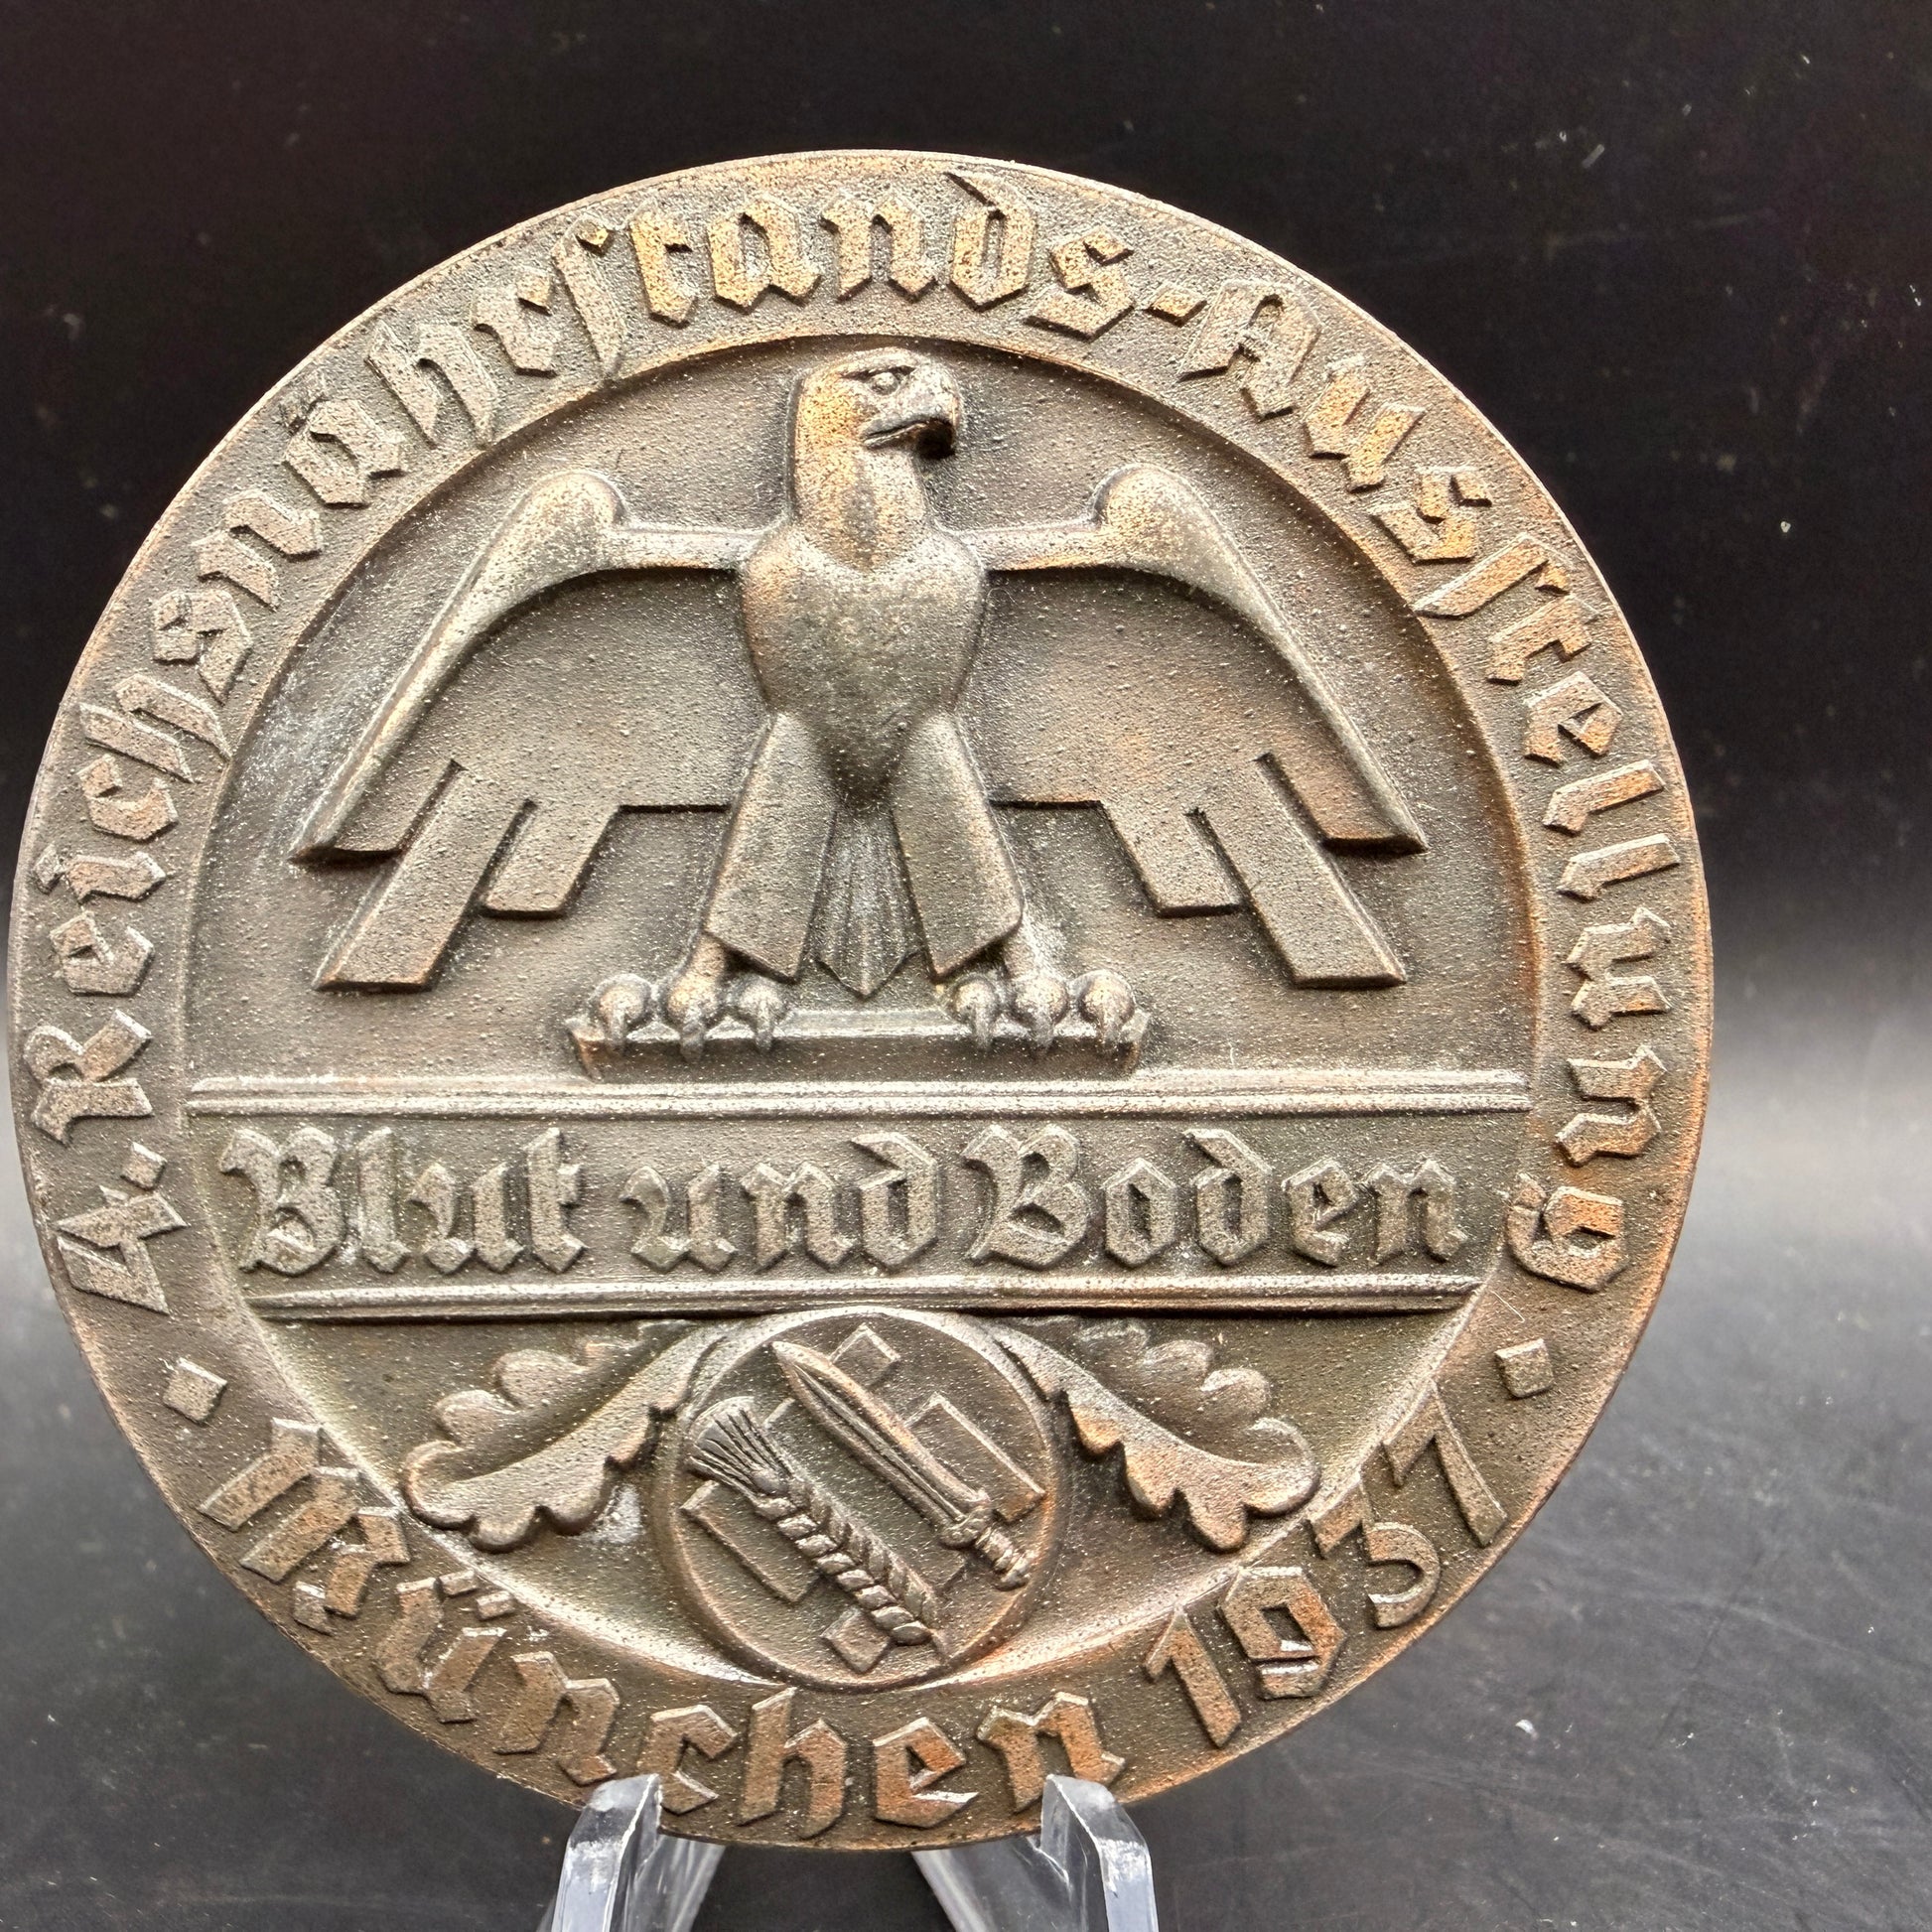 4. Reichsnährstands-Ausstellung
Blut und Boden
· München 1937 ·